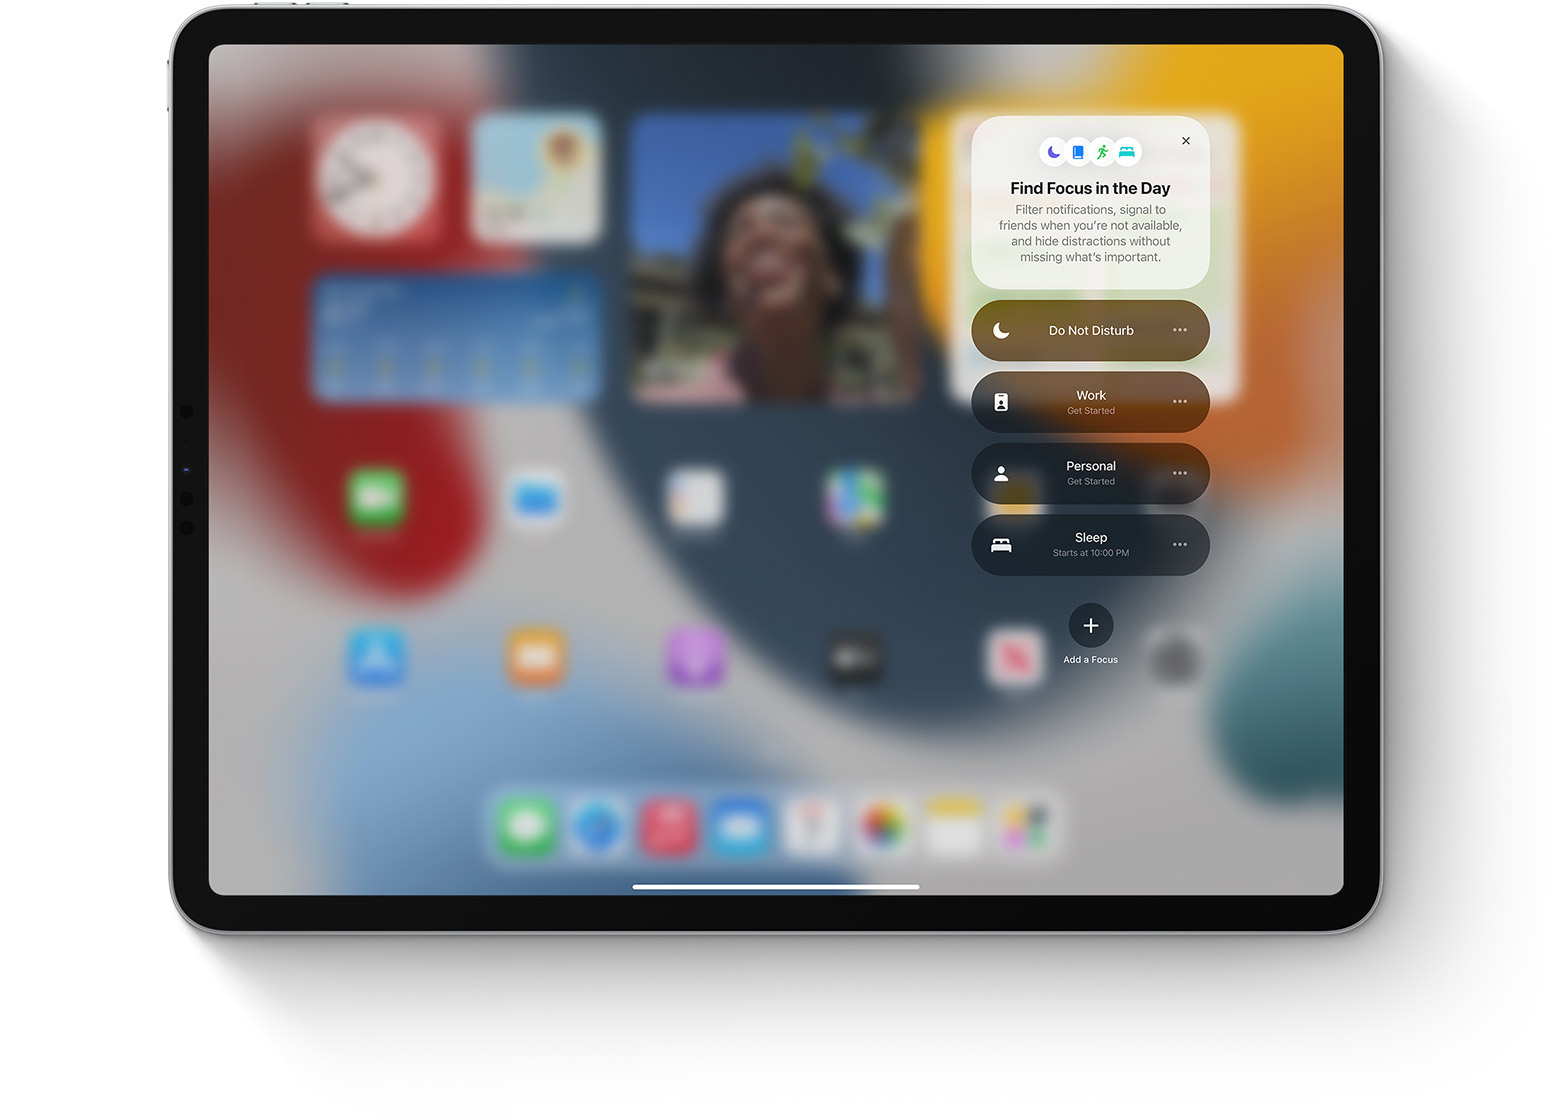 Find Focus in the Day
Filter notifications, signal to
friends when you're not available,
and hide distractions without
missing what's important.
Do Not Disturb
Work
Get Started
Personal
Get Started
Sleep
Starts at 10:00 PM
Add a Focus